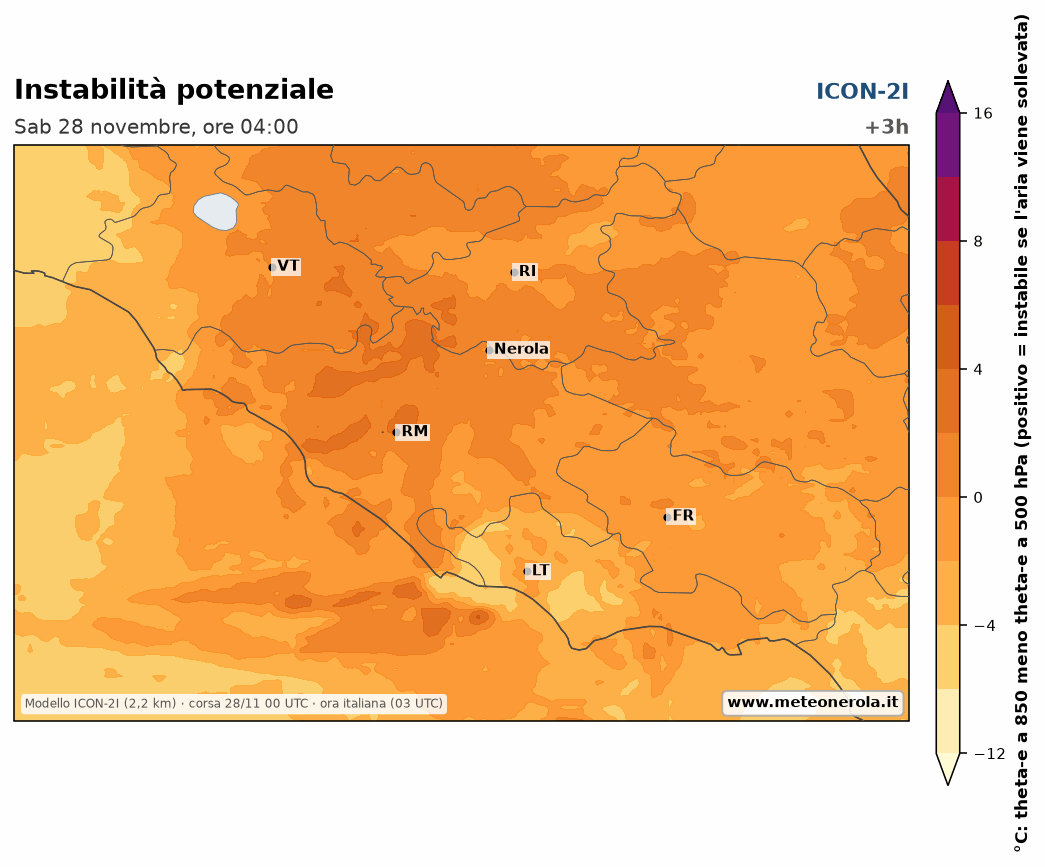 Instabilità potenziale
ICON-2I
Sab 28 novembre, ore 04:00
+3h
VT
RI
Nerola
RM
FR
LT
Modello ICON-2I (2,2 km) · corsa 28/11 00 UTC · ora italiana (03 UTC)
www.meteonerola.it
16
8
4
0
−4
−12
°C: theta-e a 850 meno theta-e a 500 hPa (positivo = instabile se l'aria viene sollevata)